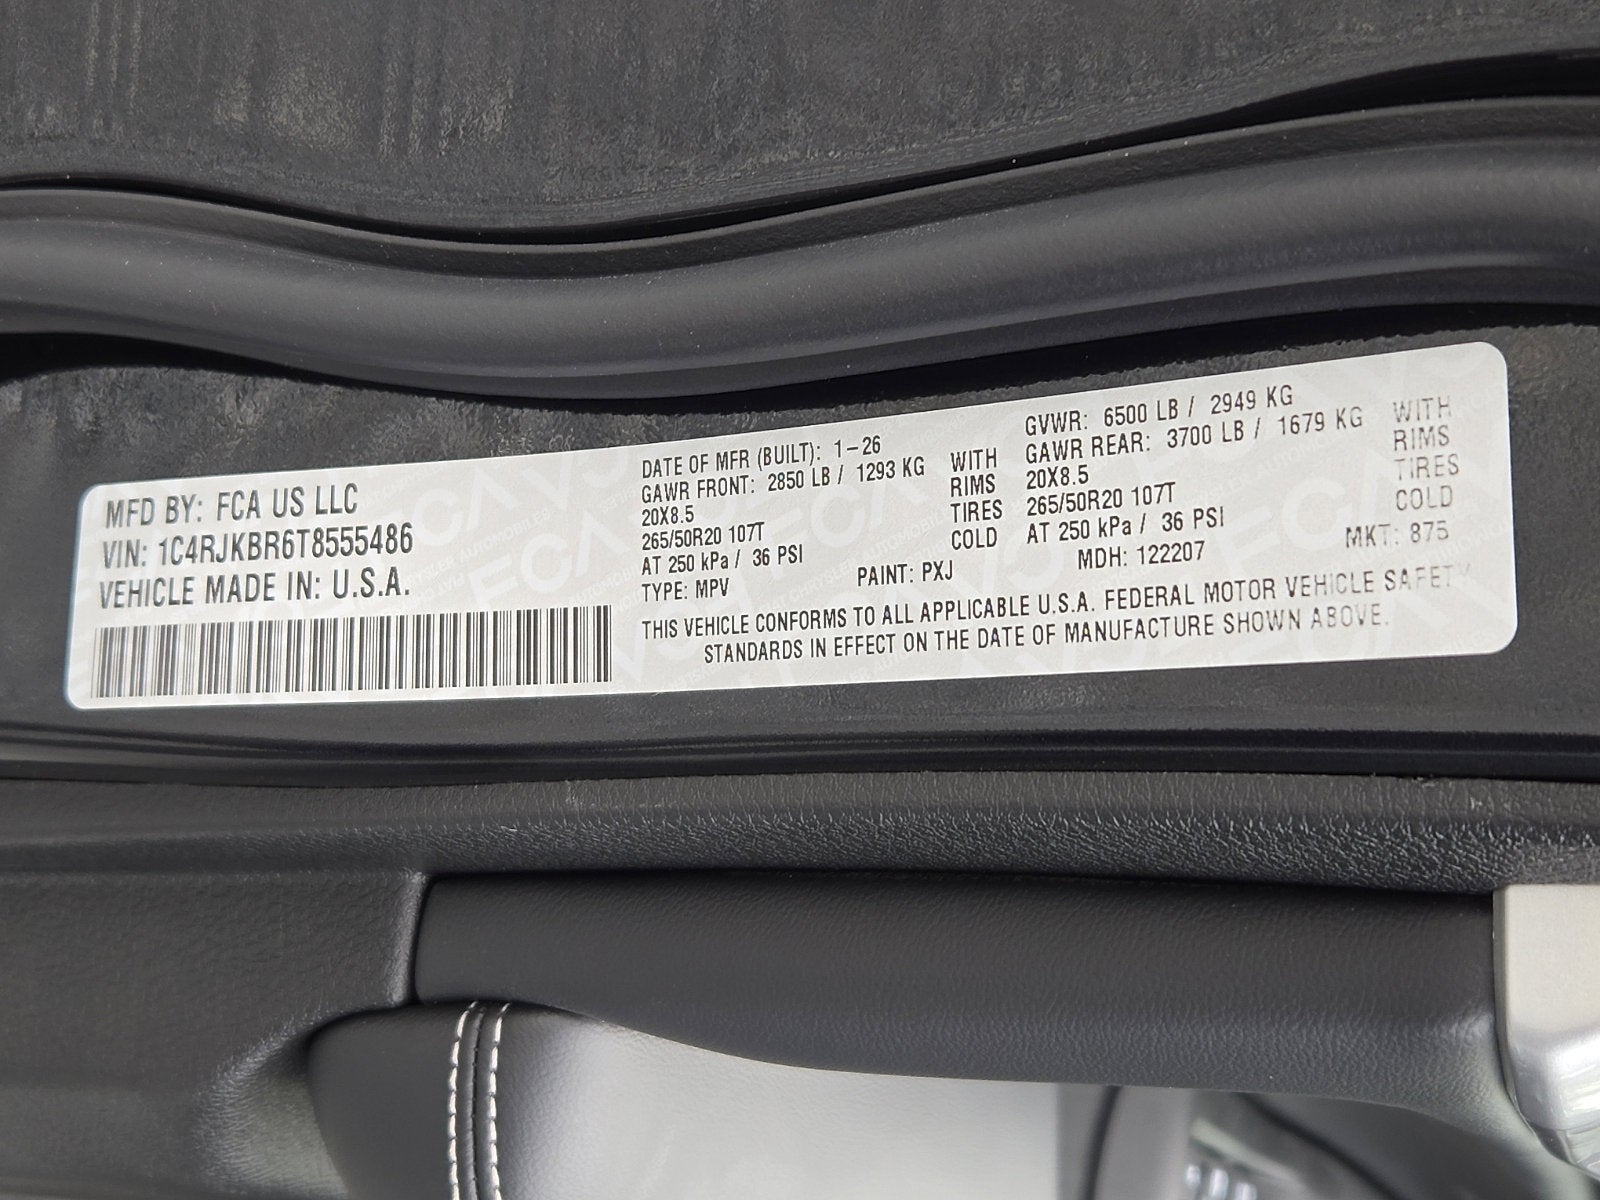 MFD BY: FCA US LLC
VIN: 1C4RJKBR6T8555486
VEHICLE MADE IN: U.S.A.
DATE OF MFR (BUILT): 1-26
GAWR FRONT: 2850 LB / 1293 KG WITH
20X8.5 RIMS
265/50R20 107T TIRES
AT 250 kPa / 36 PSI COLD
TYPE: MPV
PAINT: PXJ
GVWR: 6500 LB / 2949 KG
GAWR REAR: 3700 LB / 1679 KG WITH
20X8.5 RIMS
265/50R20 107T TIRES
AT 250 kPa / 36 PSI COLD
MDH: 122207
MKT: 875
THIS VEHICLE CONFORMS TO ALL APPLICABLE U.S.A. FEDERAL MOTOR VEHICLE SAFETY
STANDARDS IN EFFECT ON THE DATE OF MANUFACTURE SHOWN ABOVE.